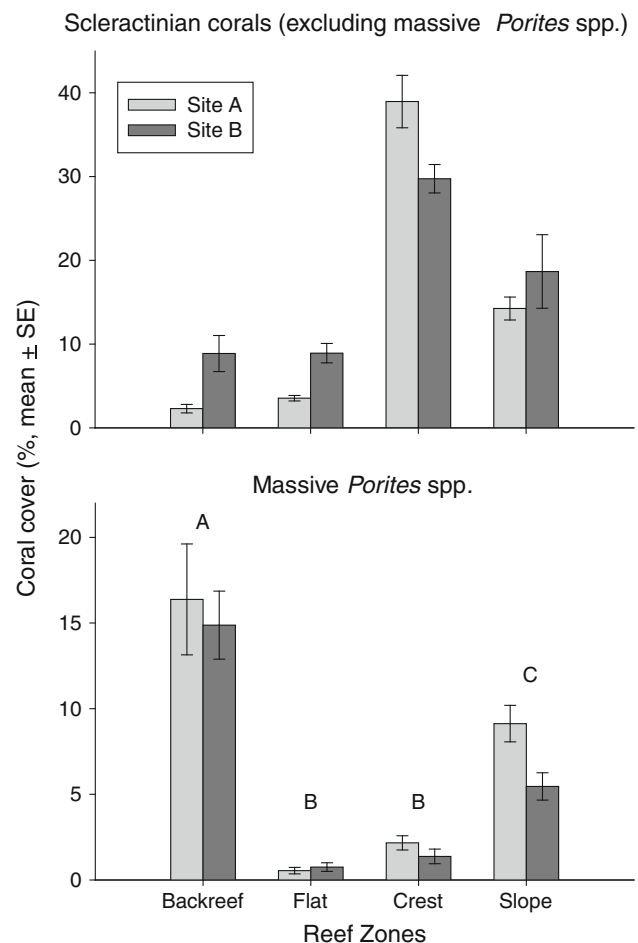 Scleractinian corals (excluding massive Porites spp.)
40
30
20
10
0
Site A
Site B
Coral cover (%, mean ± SE)
Massive Porites spp.
20
15
10
5
0
A
B
B
C
Backreef Flat Crest Slope
Reef Zones